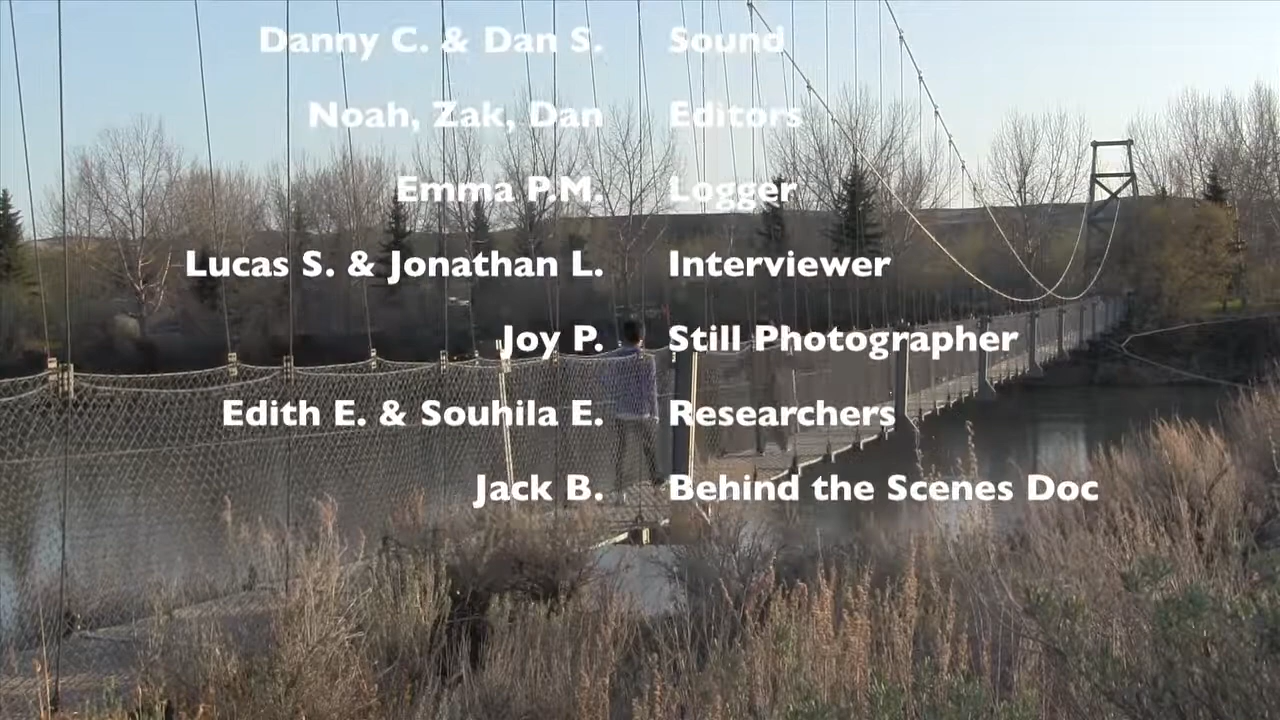 Danny C. & Dan S. Sound
Noah, Zak, Dan Editors
Emma P.M. Logger
Lucas S. & Jonathan L. Interviewer
Joy P. Still Photographer
Edith E. & Souhila E. Researchers
Jack B. Behind the Scenes Doc